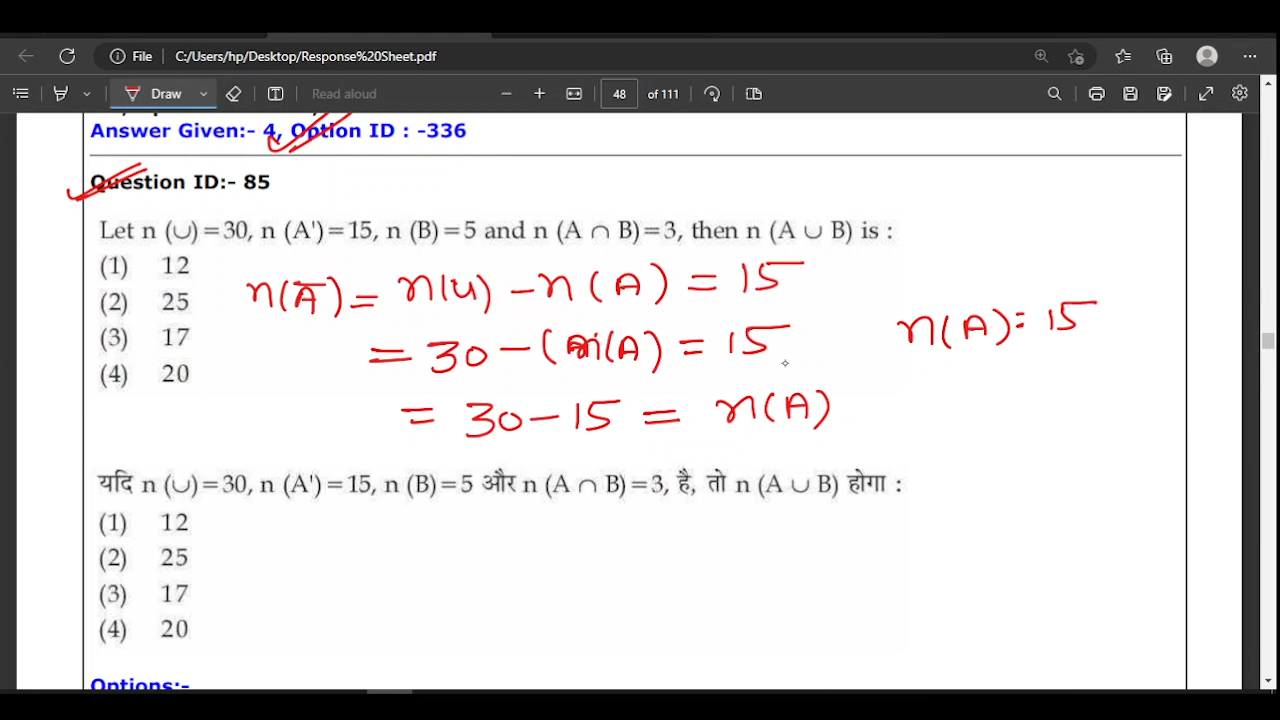 File C:/Users/hp/Desktop/Response%20Sheet.pdf
Draw Read aloud 48 of 111
Answer Given:- 4, Option ID : -336
Question ID:- 85
Let n (∪)=30, n (A')=15, n (B)=5 and n (A ∩ B)=3, then n (A ∪ B) is :
(1) 12
(2) 25
(3) 17
(4) 20
n(A̅) = n(u) - n(A) = 15
= 30 - (n(A) = 15
= 30 - 15 = n(A)
n(A) = 15
यदि n (∪)=30, n (A')=15, n (B)=5 और n (A ∩ B)=3, है, तो n (A ∪ B) होगा :
(1) 12
(2) 25
(3) 17
(4) 20
Options:-